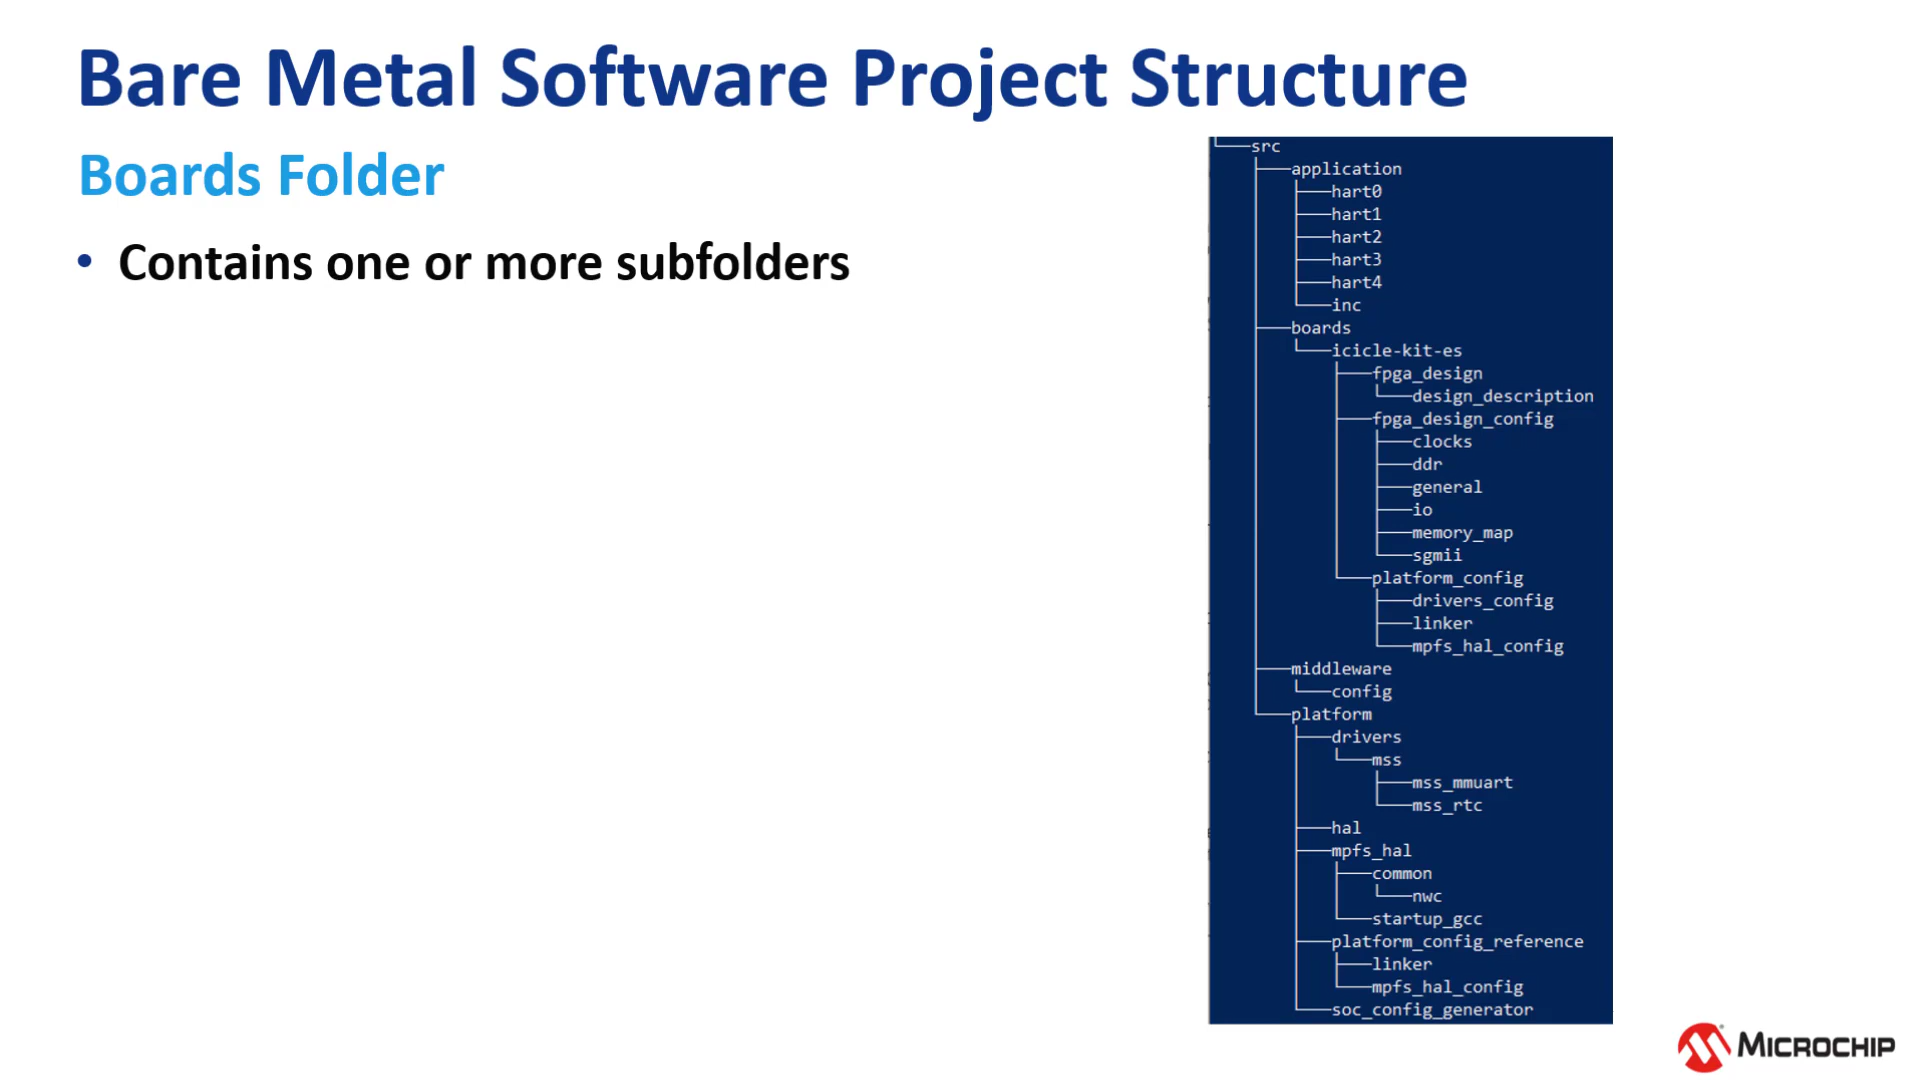 Bare Metal Software Project Structure
Boards Folder
• Contains one or more subfolders
src
application
hart0
hart1
hart2
hart3
hart4
inc
boards
icicle-kit-es
fpga_design
design_description
fpga_design_config
clocks
ddr
general
io
memory_map
sgmii
platform_config
drivers_config
linker
mpfs_hal_config
middleware
config
platform
drivers
mss
mss_mmuart
mss_rtc
hal
mpfs_hal
common
nwc
startup_gcc
platform_config_reference
linker
mpfs_hal_config
soc_config_generator
MICROCHIP